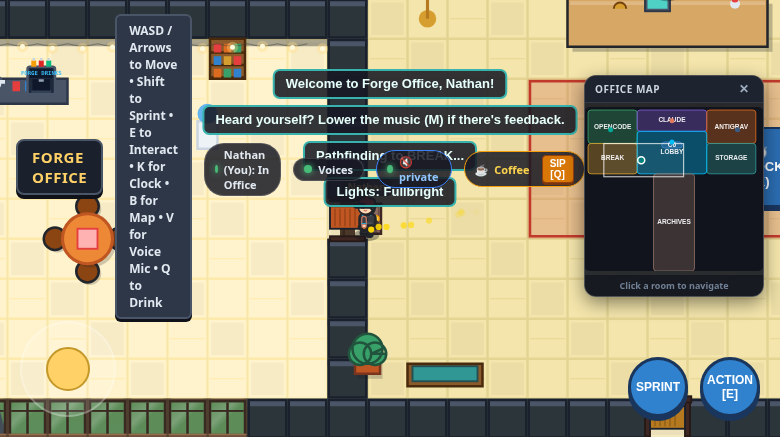 FORGE DRINKS
FORGE
OFFICE
WASD /
Arrows
to Move
• Shift
to
Sprint •
E to
Interact
• K for
Clock •
B for
Map • V
for
Voice
Mic • Q
to
Drink
Welcome to Forge Office, Nathan!
Heard yourself? Lower the music (M) if there's feedback.
Pathfinding to BREAK...
Lights: Fullbright
Nathan
(You): In
Office
Voices
private
Coffee
SIP
[Q]
OFFICE MAP
✕
OPENCODE
CLAUDE
ANTIGRAV
BREAK
LOBBY
STORAGE
ARCHIVES
Click a room to navigate
SPRINT
ACTION
[E]